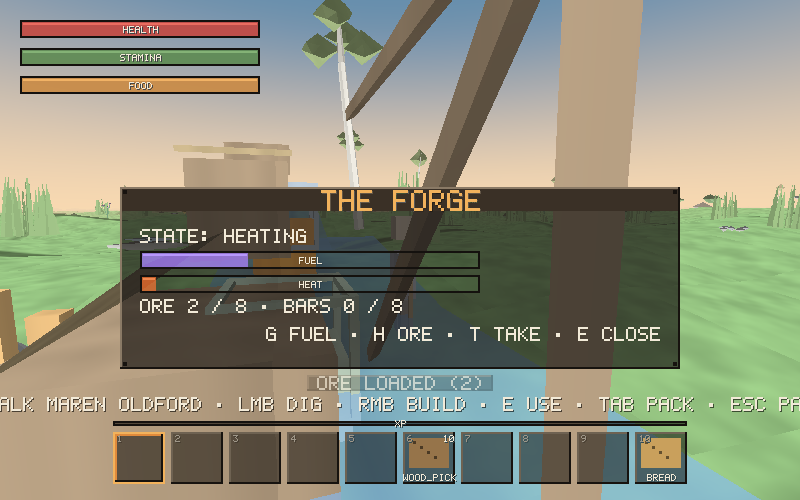 HEALTH
STAMINA
FOOD
THE FORGE
STATE: HEATING
FUEL
HEAT
ORE 2 / 8 · BARS 0 / 8
G FUEL · H ORE · T TAKE · E CLOSE
ORE LOADED (2)
ALK MAREN OLDFORD · LMB DIG · RMB BUILD · E USE · TAB PACK · ESC PA
XP
1 2 3 4 5 6 10 7 8 9 10
WOOD_PICK BREAD